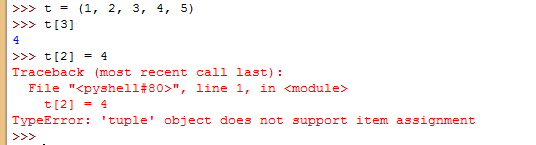 >>> t = (1, 2, 3, 4, 5)
>>> t[3]
4
>>> t[2] = 4
Traceback (most recent call last):
  File "<pyshell#80>", line 1, in <module>
    t[2] = 4
TypeError: 'tuple' object does not support item assignment
>>>